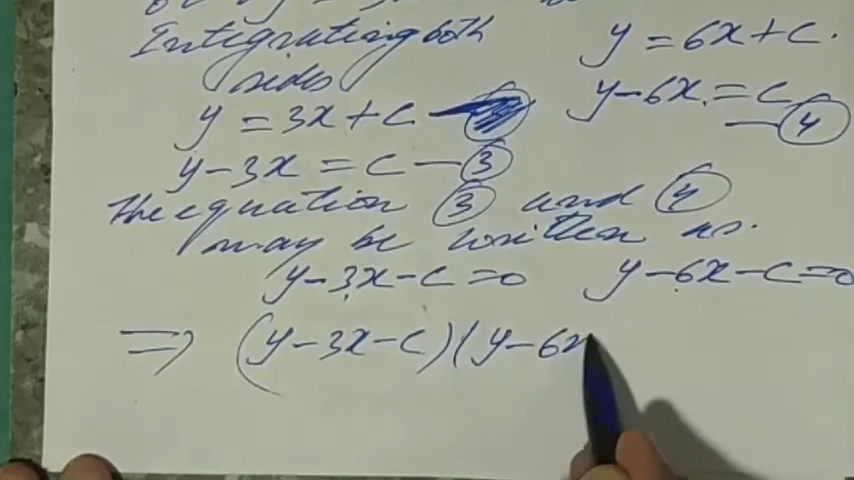 Integrating both
sides
y = 3x + c
y - 3x = c — ③
y = 6x + c.
y - 6x = c
— ④
The equation ③ and ④
may be written as.
y - 3x - c = 0 y - 6x - c = 0
⇒ (y - 3x - c)(y - 6x